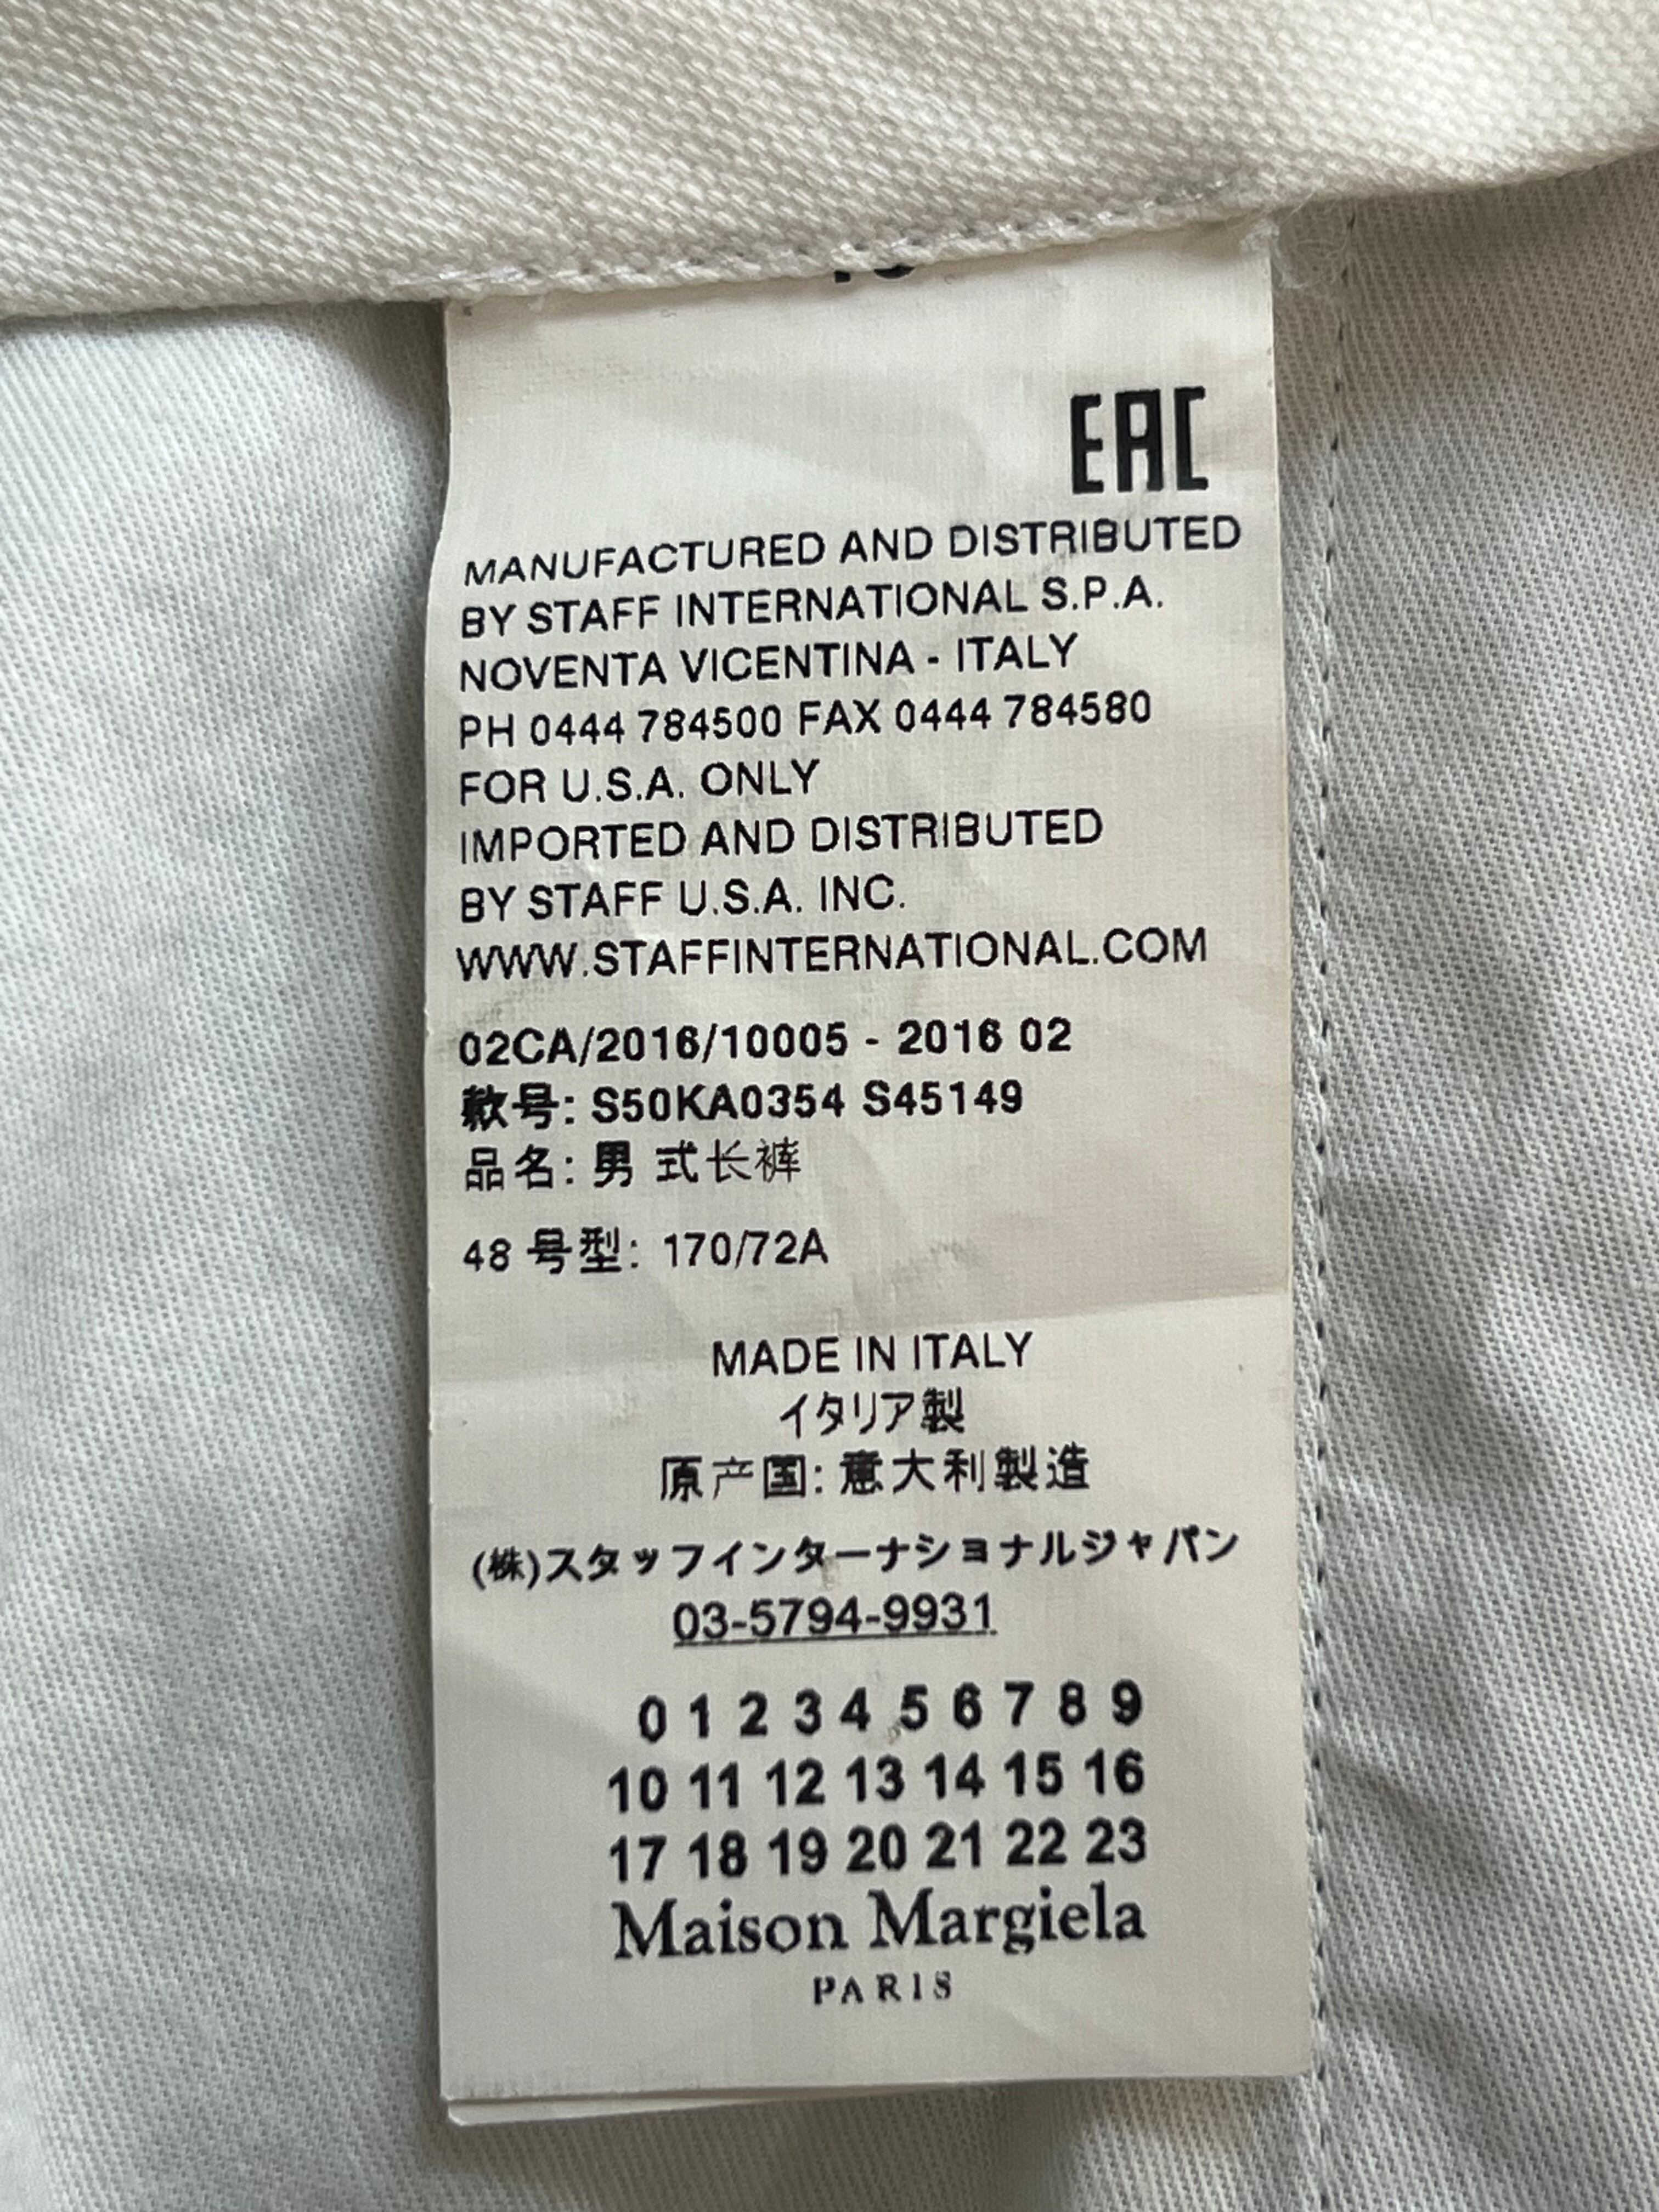 EAC
MANUFACTURED AND DISTRIBUTED
BY STAFF INTERNATIONAL S.P.A.
NOVENTA VICENTINA - ITALY
PH 0444 784500 FAX 0444 784580
FOR U.S.A. ONLY
IMPORTED AND DISTRIBUTED
BY STAFF U.S.A. INC.
WWW.STAFFINTERNATIONAL.COM
02CA/2016/10005 - 2016 02
款号: S50KA0354 S45149
品名: 男 式长裤
48 号型: 170/72A
MADE IN ITALY
イタリア製
原产国: 意大利製造
(株)スタッフインターナショナルジャパン
03-5794-9931
0 1 2 3 4 5 6 7 8 9
10 11 12 13 14 15 16
17 18 19 20 21 22 23
Maison Margiela
PARIS